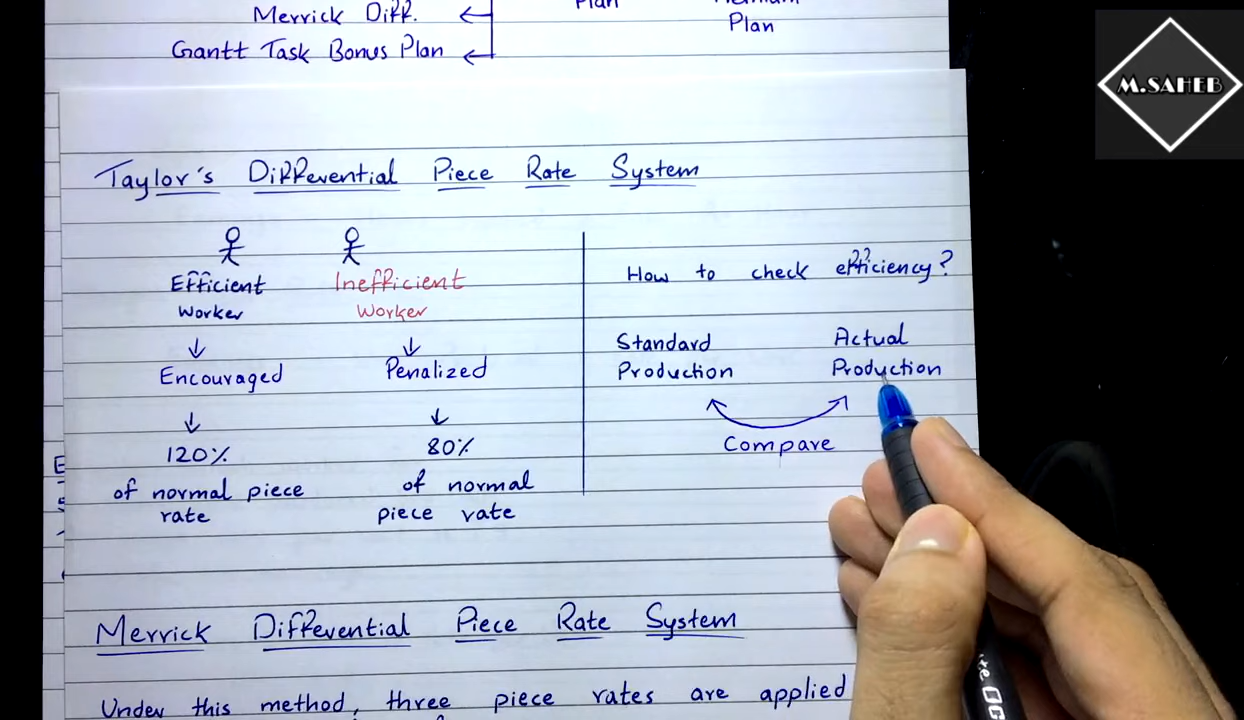 Merrick Diff.
Plan
Plan
Gantt Task Bonus Plan
M.SAHEB
Taylor's Differential Piece Rate System
Efficient
Worker
Inefficient
Worker
Encouraged
Penalized
120%
of normal piece
rate
80%
of normal
piece rate
How to check efficiency?
??
Standard
Production
Actual
Production
Compare
Merrick Differential Piece Rate System
Under this method, three piece rates are applied